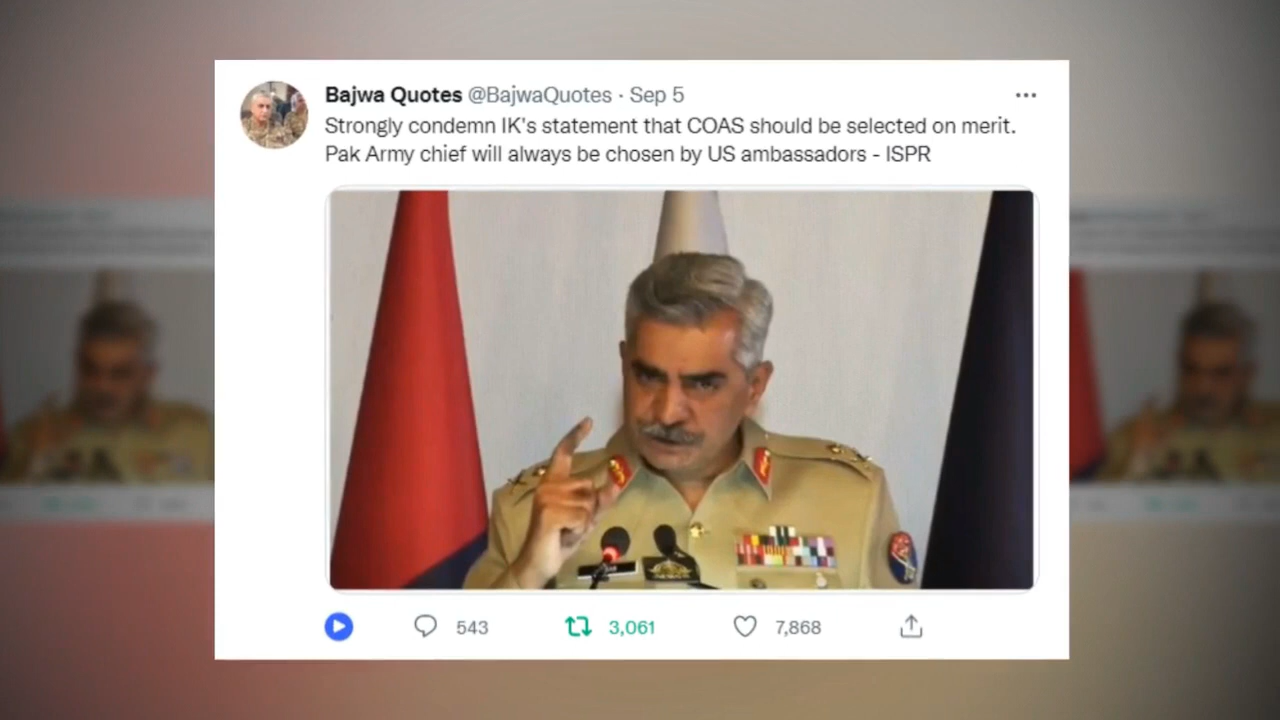 Bajwa Quotes @BajwaQuotes · Sep 5
Strongly condemn IK's statement that COAS should be selected on merit.
Pak Army chief will always be chosen by US ambassadors - ISPR
543 3,061 7,868